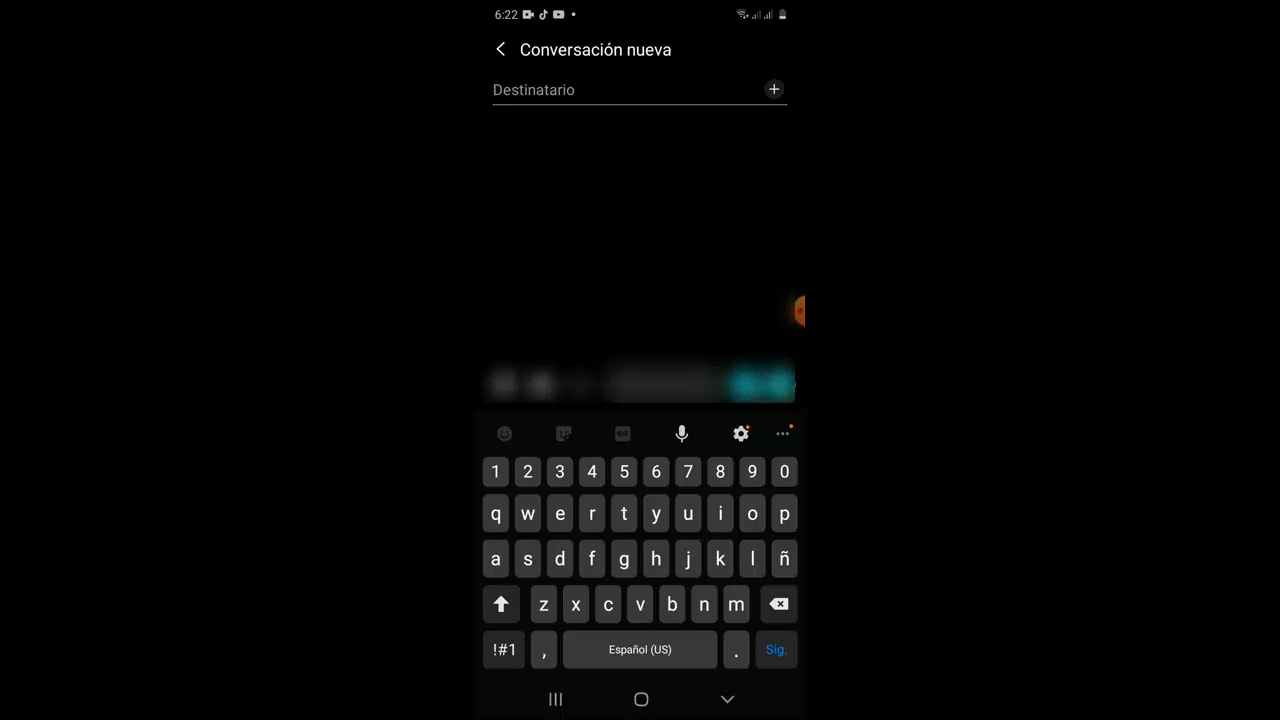 6:22
Conversación nueva
Destinatario
GIF
1 2 3 4 5 6 7 8 9 0
q w e r t y u i o p
a s d f g h j k l ñ
z x c v b n m
!#1 , Español (US) . Sig.